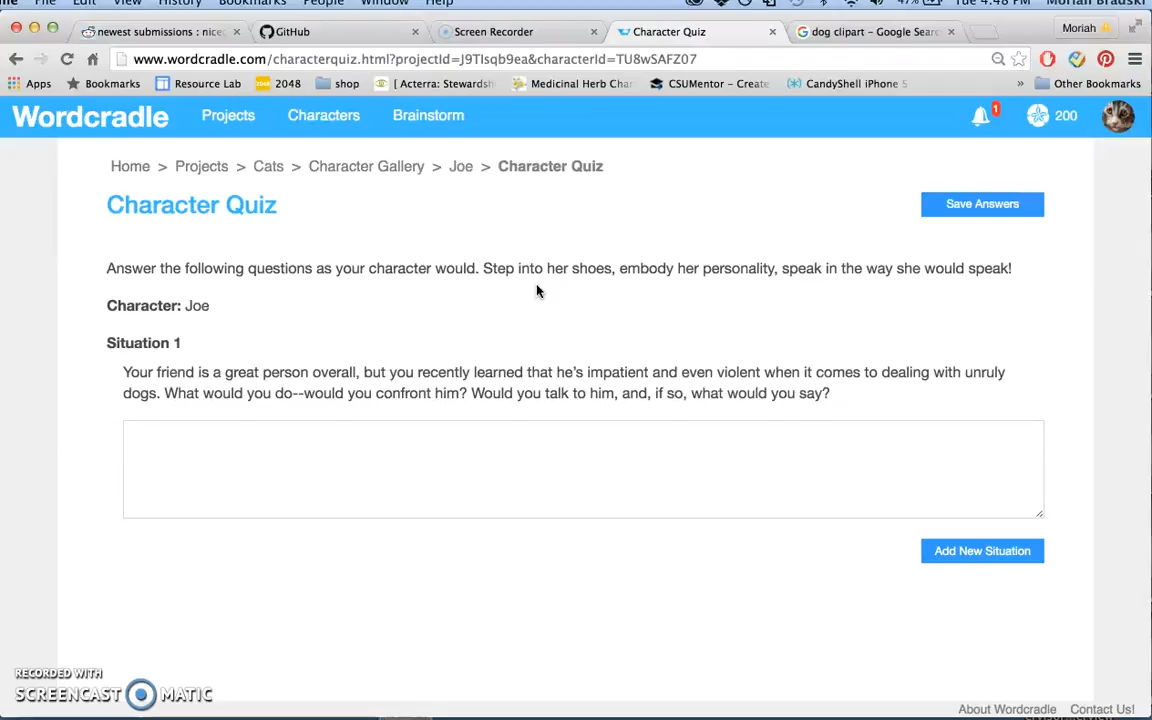 File Edit View History Bookmarks People Window Help 47% Tue 4:48 PM Moriah Bradski
newest submissions : nice GitHub Screen Recorder Character Quiz dog clipart - Google Sear Moriah
www.wordcradle.com/characterquiz.html?projectId=J9TIsqb9ea&characterId=TU8wSAFZ07
Apps Bookmarks Resource Lab 2048 shop [ Acterra: Stewards Medicinal Herb Char CSUMentor - Create CandyShell iPhone 5 » Other Bookmarks
Wordcradle Projects Characters Brainstorm 1 200
Home > Projects > Cats > Character Gallery > Joe > Character Quiz
Character Quiz Save Answers
Answer the following questions as your character would. Step into her shoes, embody her personality, speak in the way she would speak!
Character: Joe
Situation 1
Your friend is a great person overall, but you recently learned that he's impatient and even violent when it comes to dealing with unruly
dogs. What would you do--would you confront him? Would you talk to him, and, if so, what would you say?
Add New Situation
RECORDED WITH
SCREENCAST MATIC
About Wordcradle Contact Us!